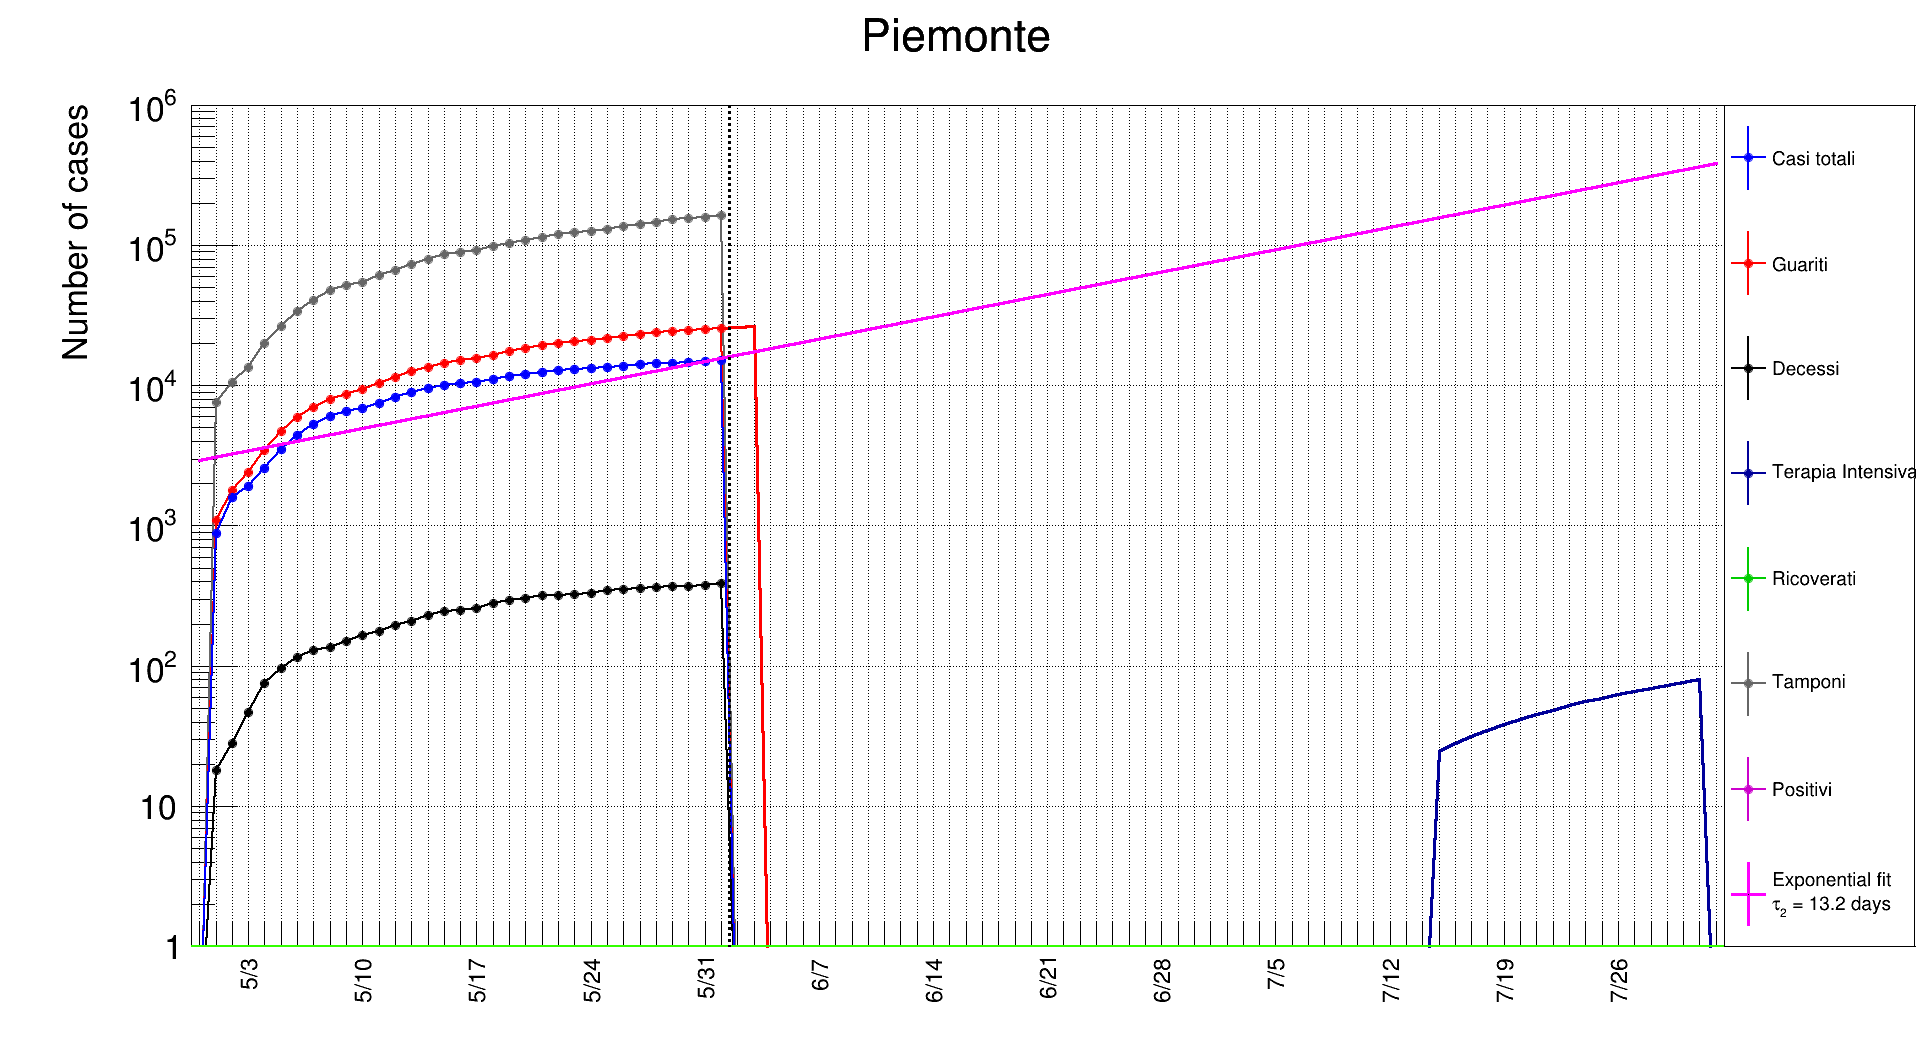 Piemonte
Number of cases
10^6
10^5
10^4
10^3
10^2
10
1
5/3
5/10
5/17
5/24
5/31
6/7
6/14
6/21
6/28
7/5
7/12
7/19
7/26
Casi totali
Guariti
Decessi
Terapia Intensiva
Ricoverati
Tamponi
Positivi
Exponential fit
τ₂ = 13.2 days